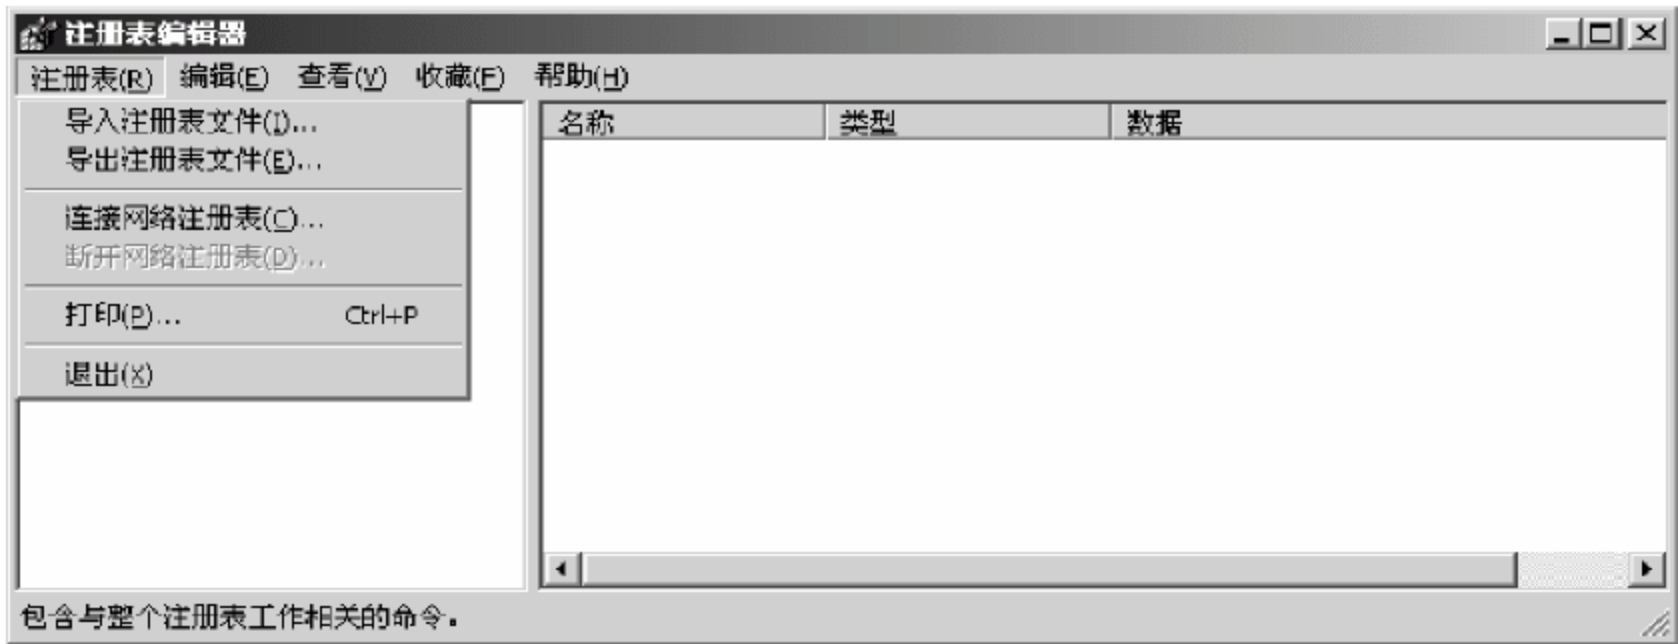 注册表编辑器
注册表(R) 编辑(E) 查看(V) 收藏(F) 帮助(H)
导入注册表文件(I)...
导出注册表文件(E)...
连接网络注册表(C)...
断开网络注册表(D)...
打印(P)... Ctrl+P
退出(X)
名称 类型 数据
包含与整个注册表工作相关的命令。